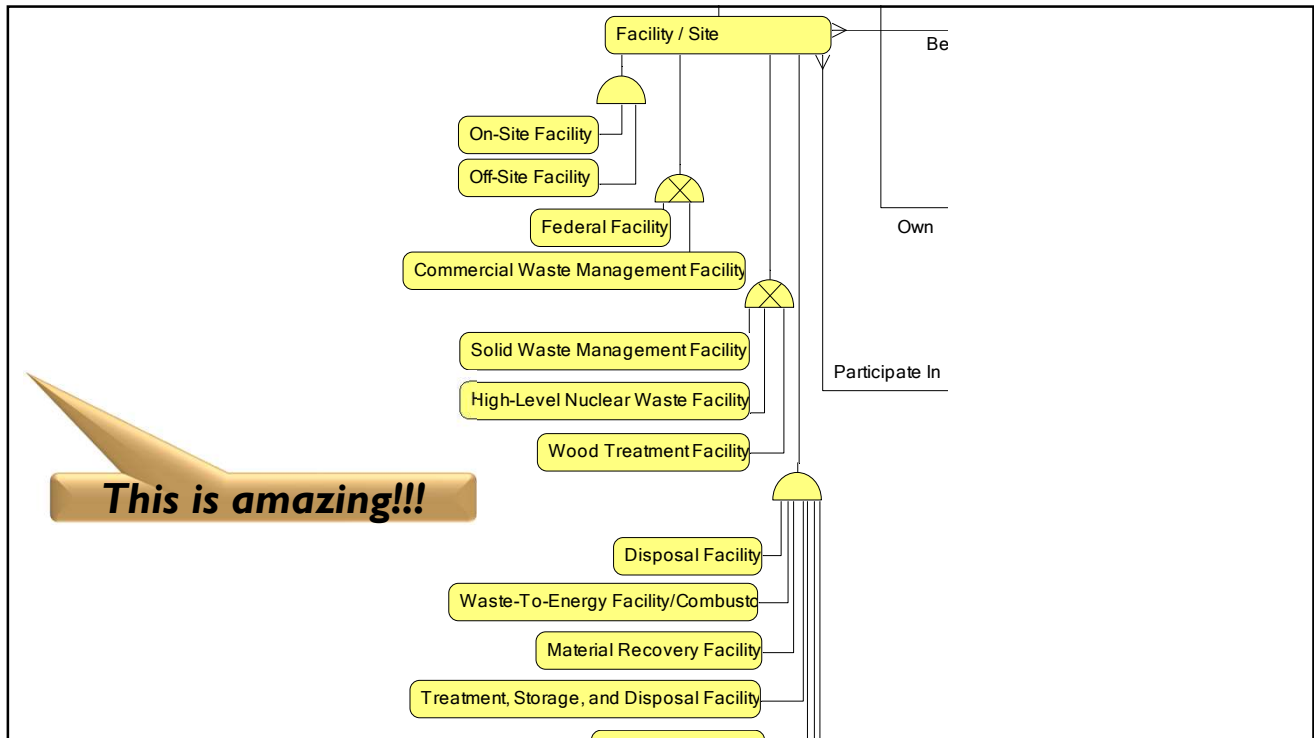 Facility / Site
Be
On-Site Facility
Off-Site Facility
Federal Facility
Own
Commercial Waste Management Facility
Solid Waste Management Facility
Participate In
High-Level Nuclear Waste Facility
Wood Treatment Facility
This is amazing!!!
Disposal Facility
Waste-To-Energy Facility/Combusto
Material Recovery Facility
Treatment, Storage, and Disposal Facility